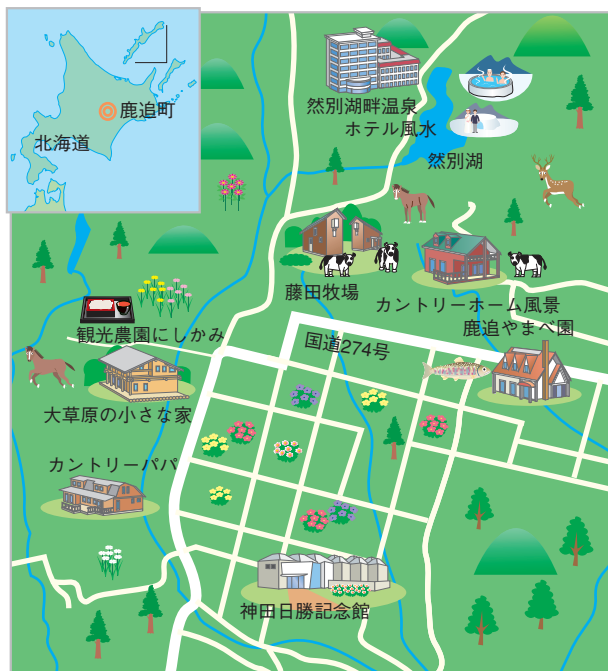 鹿追町
北海道
然別湖畔温泉
ホテル風水
然別湖
藤田牧場
カントリーホーム風景
鹿追やまべ園
観光農園にしかみ
国道274号
大草原の小さな家
カントリーパパ
神田日勝記念館